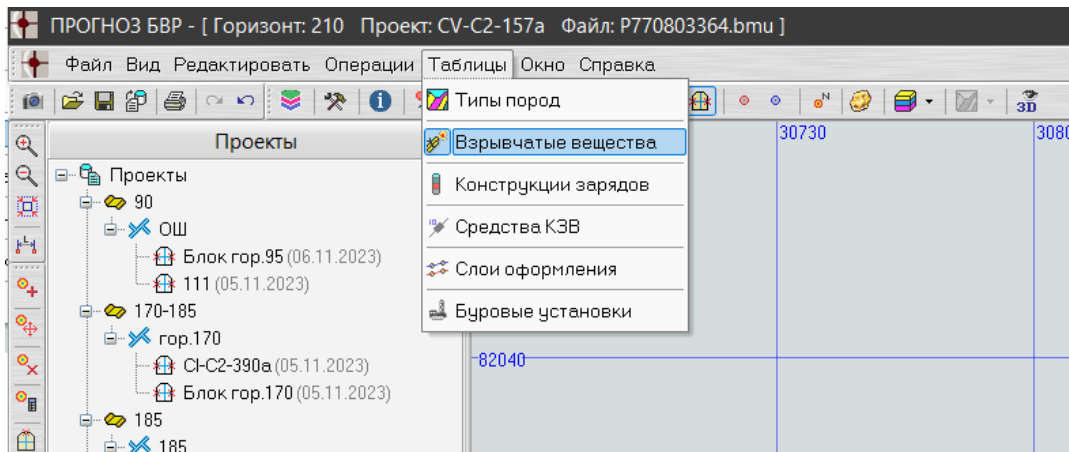 ПРОГНОЗ БВР - [ Горизонт: 210 Проект: CV-C2-157а Файл: P770803364.bmu ]
Файл Вид Редактировать Операции Таблицы Окно Справка
N 3D
Типы пород
Проекты
Взрывчатые вещества
30730
Проекты
Конструкции зарядов
90
ОШ
Средства КЗВ
Блок гор.95 (06.11.2023)
Слои оформления
111 (05.11.2023)
170-185
Буровые установки
гор.170
CI-C2-390а (05.11.2023)
82040
Блок гор.170 (05.11.2023)
185
185